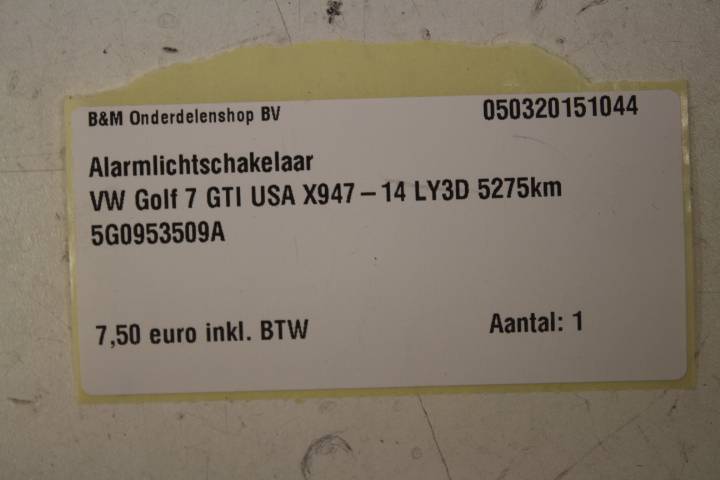 B&M Onderdelenshop BV 050320151044
Alarmlichtschakelaar
VW Golf 7 GTI USA X947-14 LY3D 5275km
5G0953509A
7,50 euro inkl. BTW Aantal: 1